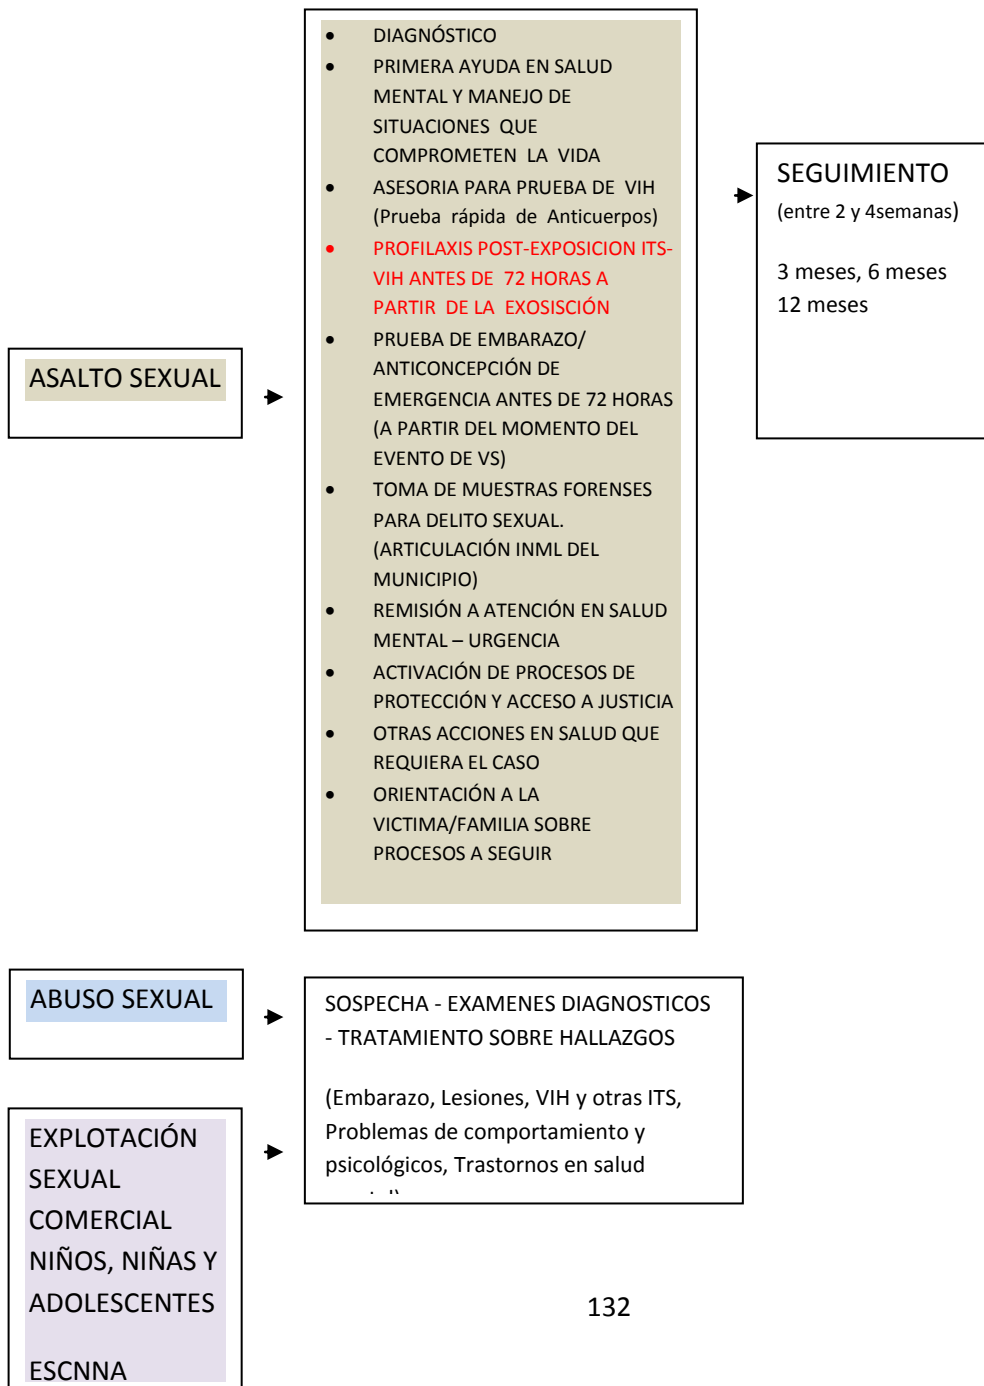 ASALTO SEXUAL
• DIAGNÓSTICO
• PRIMERA AYUDA EN SALUD
MENTAL Y MANEJO DE
SITUACIONES QUE
COMPROMETEN LA VIDA
• ASESORIA PARA PRUEBA DE VIH
(Prueba rápida de Anticuerpos)
• PROFILAXIS POST-EXPOSICION ITS-
VIH ANTES DE 72 HORAS A
PARTIR DE LA EXOSISCIÓN
• PRUEBA DE EMBARAZO/
ANTICONCEPCIÓN DE
EMERGENCIA ANTES DE 72 HORAS
(A PARTIR DEL MOMENTO DEL
EVENTO DE VS)
• TOMA DE MUESTRAS FORENSES
PARA DELITO SEXUAL.
(ARTICULACIÓN INML DEL
MUNICIPIO)
• REMISIÓN A ATENCIÓN EN SALUD
MENTAL – URGENCIA
• ACTIVACIÓN DE PROCESOS DE
PROTECCIÓN Y ACCESO A JUSTICIA
• OTRAS ACCIONES EN SALUD QUE
REQUIERA EL CASO
• ORIENTACIÓN A LA
VICTIMA/FAMILIA SOBRE
PROCESOS A SEGUIR
SEGUIMIENTO
(entre 2 y 4semanas)
3 meses, 6 meses
12 meses
ABUSO SEXUAL
SOSPECHA - EXAMENES DIAGNOSTICOS
- TRATAMIENTO SOBRE HALLAZGOS
(Embarazo, Lesiones, VIH y otras ITS,
Problemas de comportamiento y
psicológicos, Trastornos en salud
EXPLOTACIÓN
SEXUAL
COMERCIAL
NIÑOS, NIÑAS Y
ADOLESCENTES
ESCNNA
132